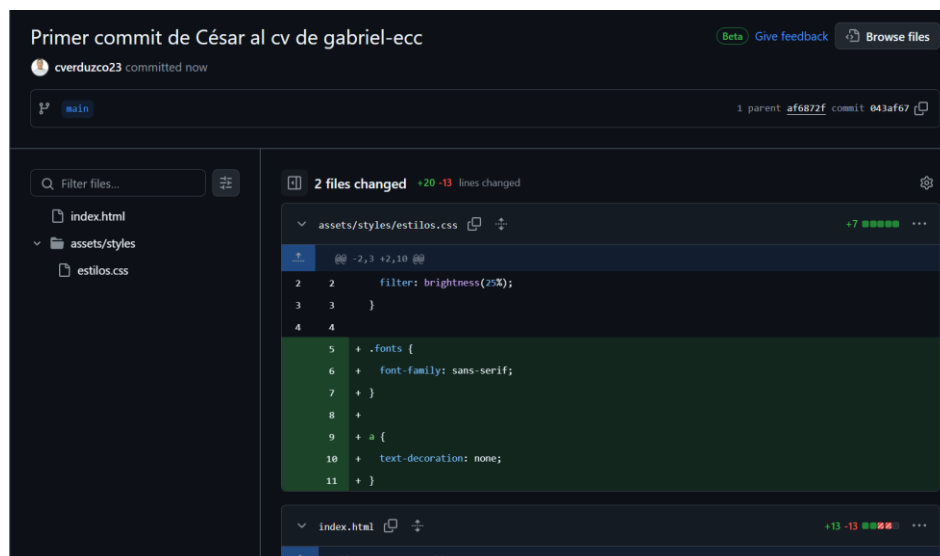 Primer commit de César al cv de gabriel-ecc
Beta Give feedback Browse files
cverduzco23 committed now
main
1 parent af6872f commit 043af67
Filter files...
index.html
assets/styles
estilos.css
2 files changed +20 -13 lines changed
assets/styles/estilos.css +7
@@ -2,3 +2,10 @@
2 2 filter: brightness(25%);
3 3 }
4 4
5 + .fonts {
6 + font-family: sans-serif;
7 + }
8 +
9 + a {
10 + text-decoration: none;
11 + }
index.html +13 -13